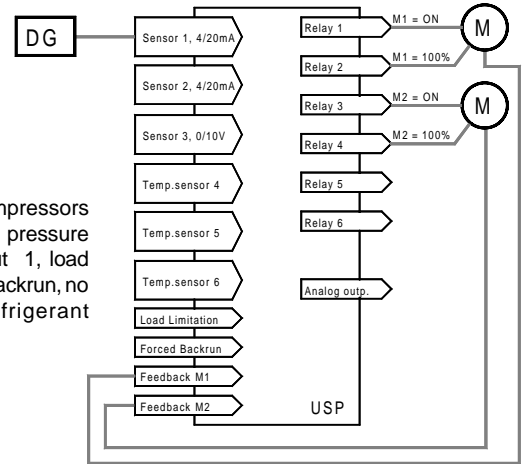 DG
Sensor 1, 4/20mA
Sensor 2, 4/20mA
Sensor 3, 0/10V
Temp.sensor 4
Temp.sensor 5
Temp.sensor 6
Load Limitation
Forced Backrun
Feedback M1
Feedback M2
Relay 1
Relay 2
Relay 3
Relay 4
Relay 5
Relay 6
Analog outp.
USP
M1 = ON
M1 = 100%
M2 = ON
M2 = 100%
M
M
pressure
1, load
backrun, no